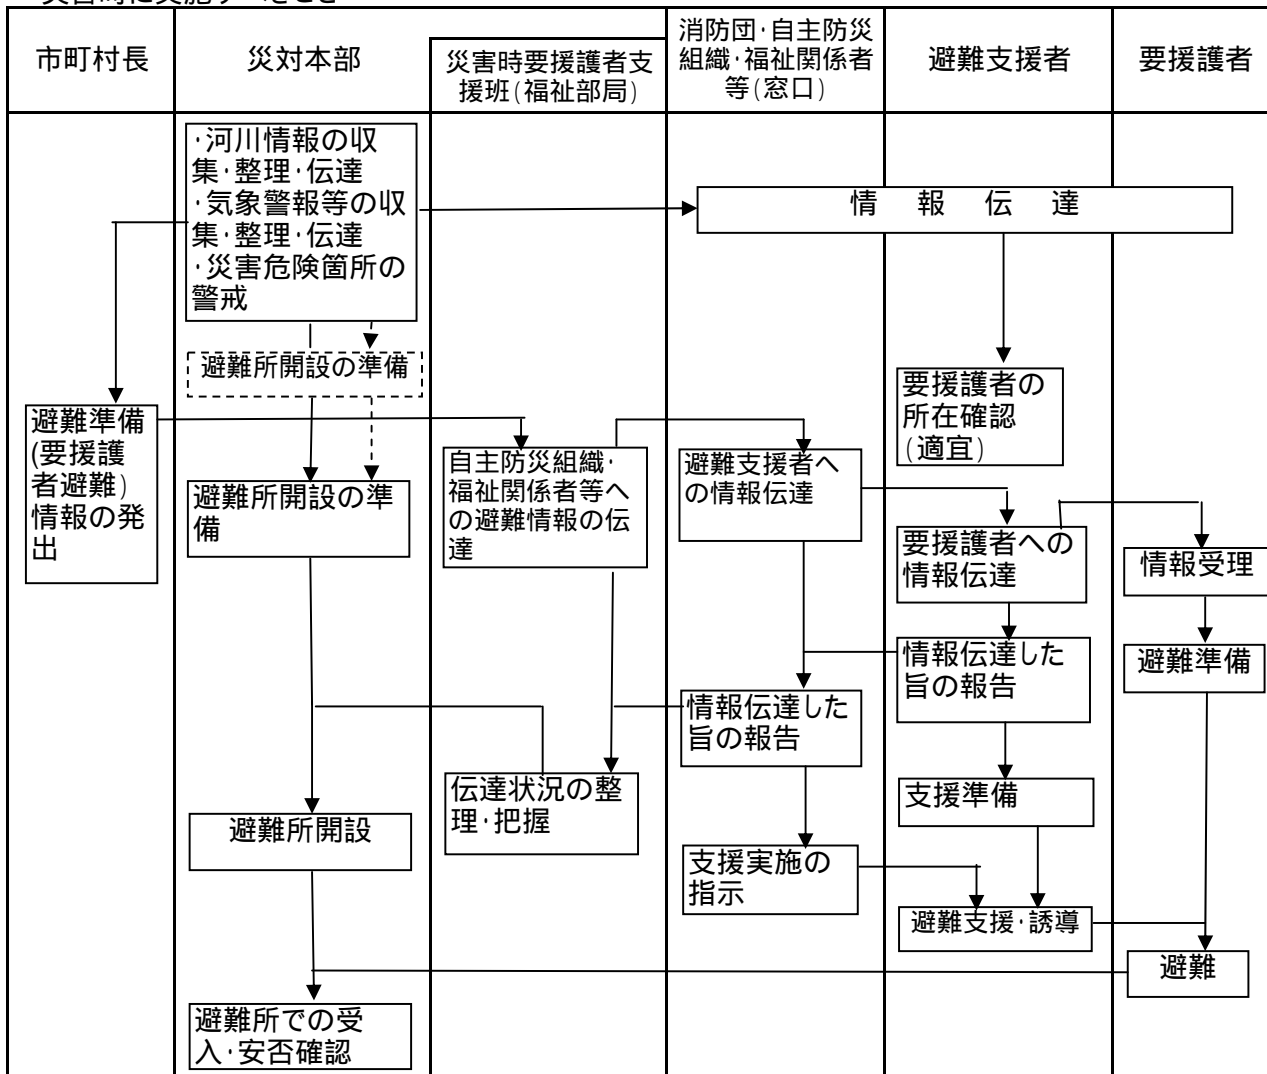 災害時に実施すべきこと
市町村長
災対本部
災害時要援護者支
援班(福祉部局)
消防団・自主防災
組織・福祉関係者
等(窓口)
避難支援者
要援護者
・河川情報の収
集・整理・伝達
・気象警報等の収
集・整理・伝達
・災害危険箇所の
警戒
情 報 伝 達
避難所開設の準備
要援護者の
所在確認
(適宜)
避難準備
(要援護
者避難)
情報の発
出
避難所開設の準
備
自主防災組織・
福祉関係者等へ
の避難情報の伝
達
避難支援者へ
の情報伝達
要援護者への
情報伝達
情報受理
情報伝達した
旨の報告
避難準備
情報伝達した
旨の報告
伝達状況の整
理・把握
支援準備
避難所開設
支援実施の
指示
避難支援・誘導
避難
避難所での受
入・安否確認